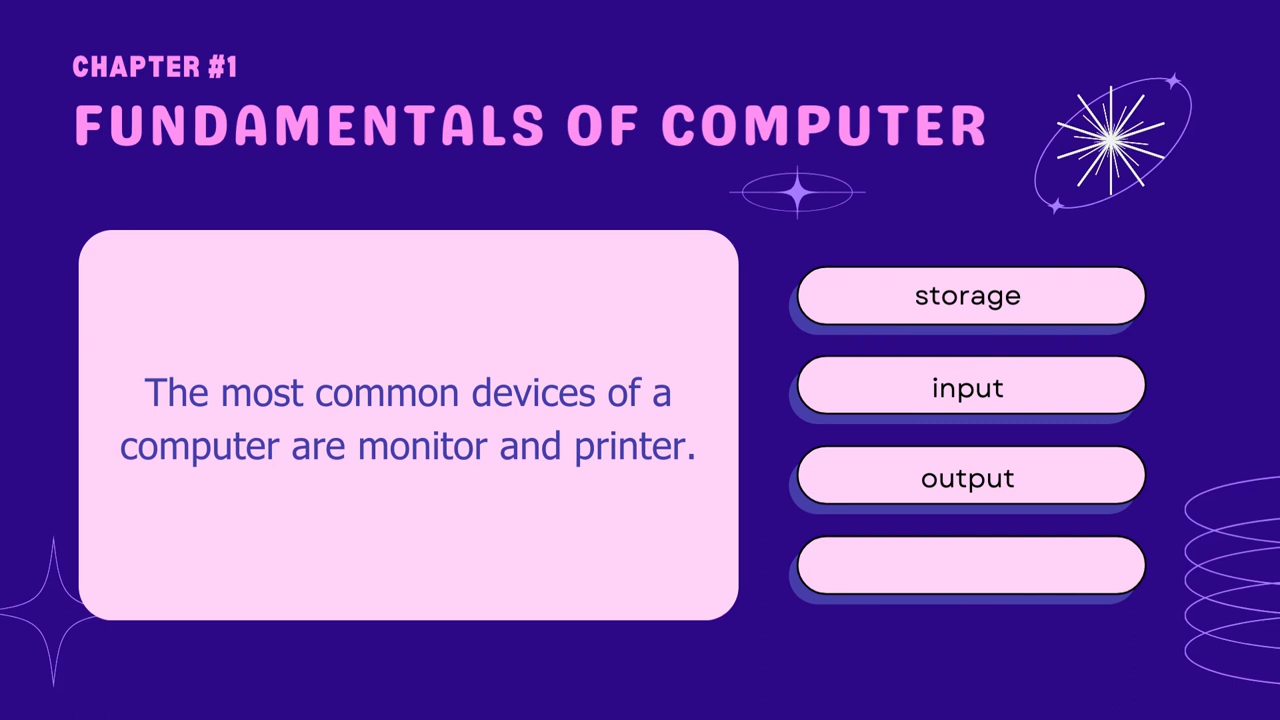 CHAPTER #1
FUNDAMENTALS OF COMPUTER
The most common devices of a
computer are monitor and printer.
storage
input
output